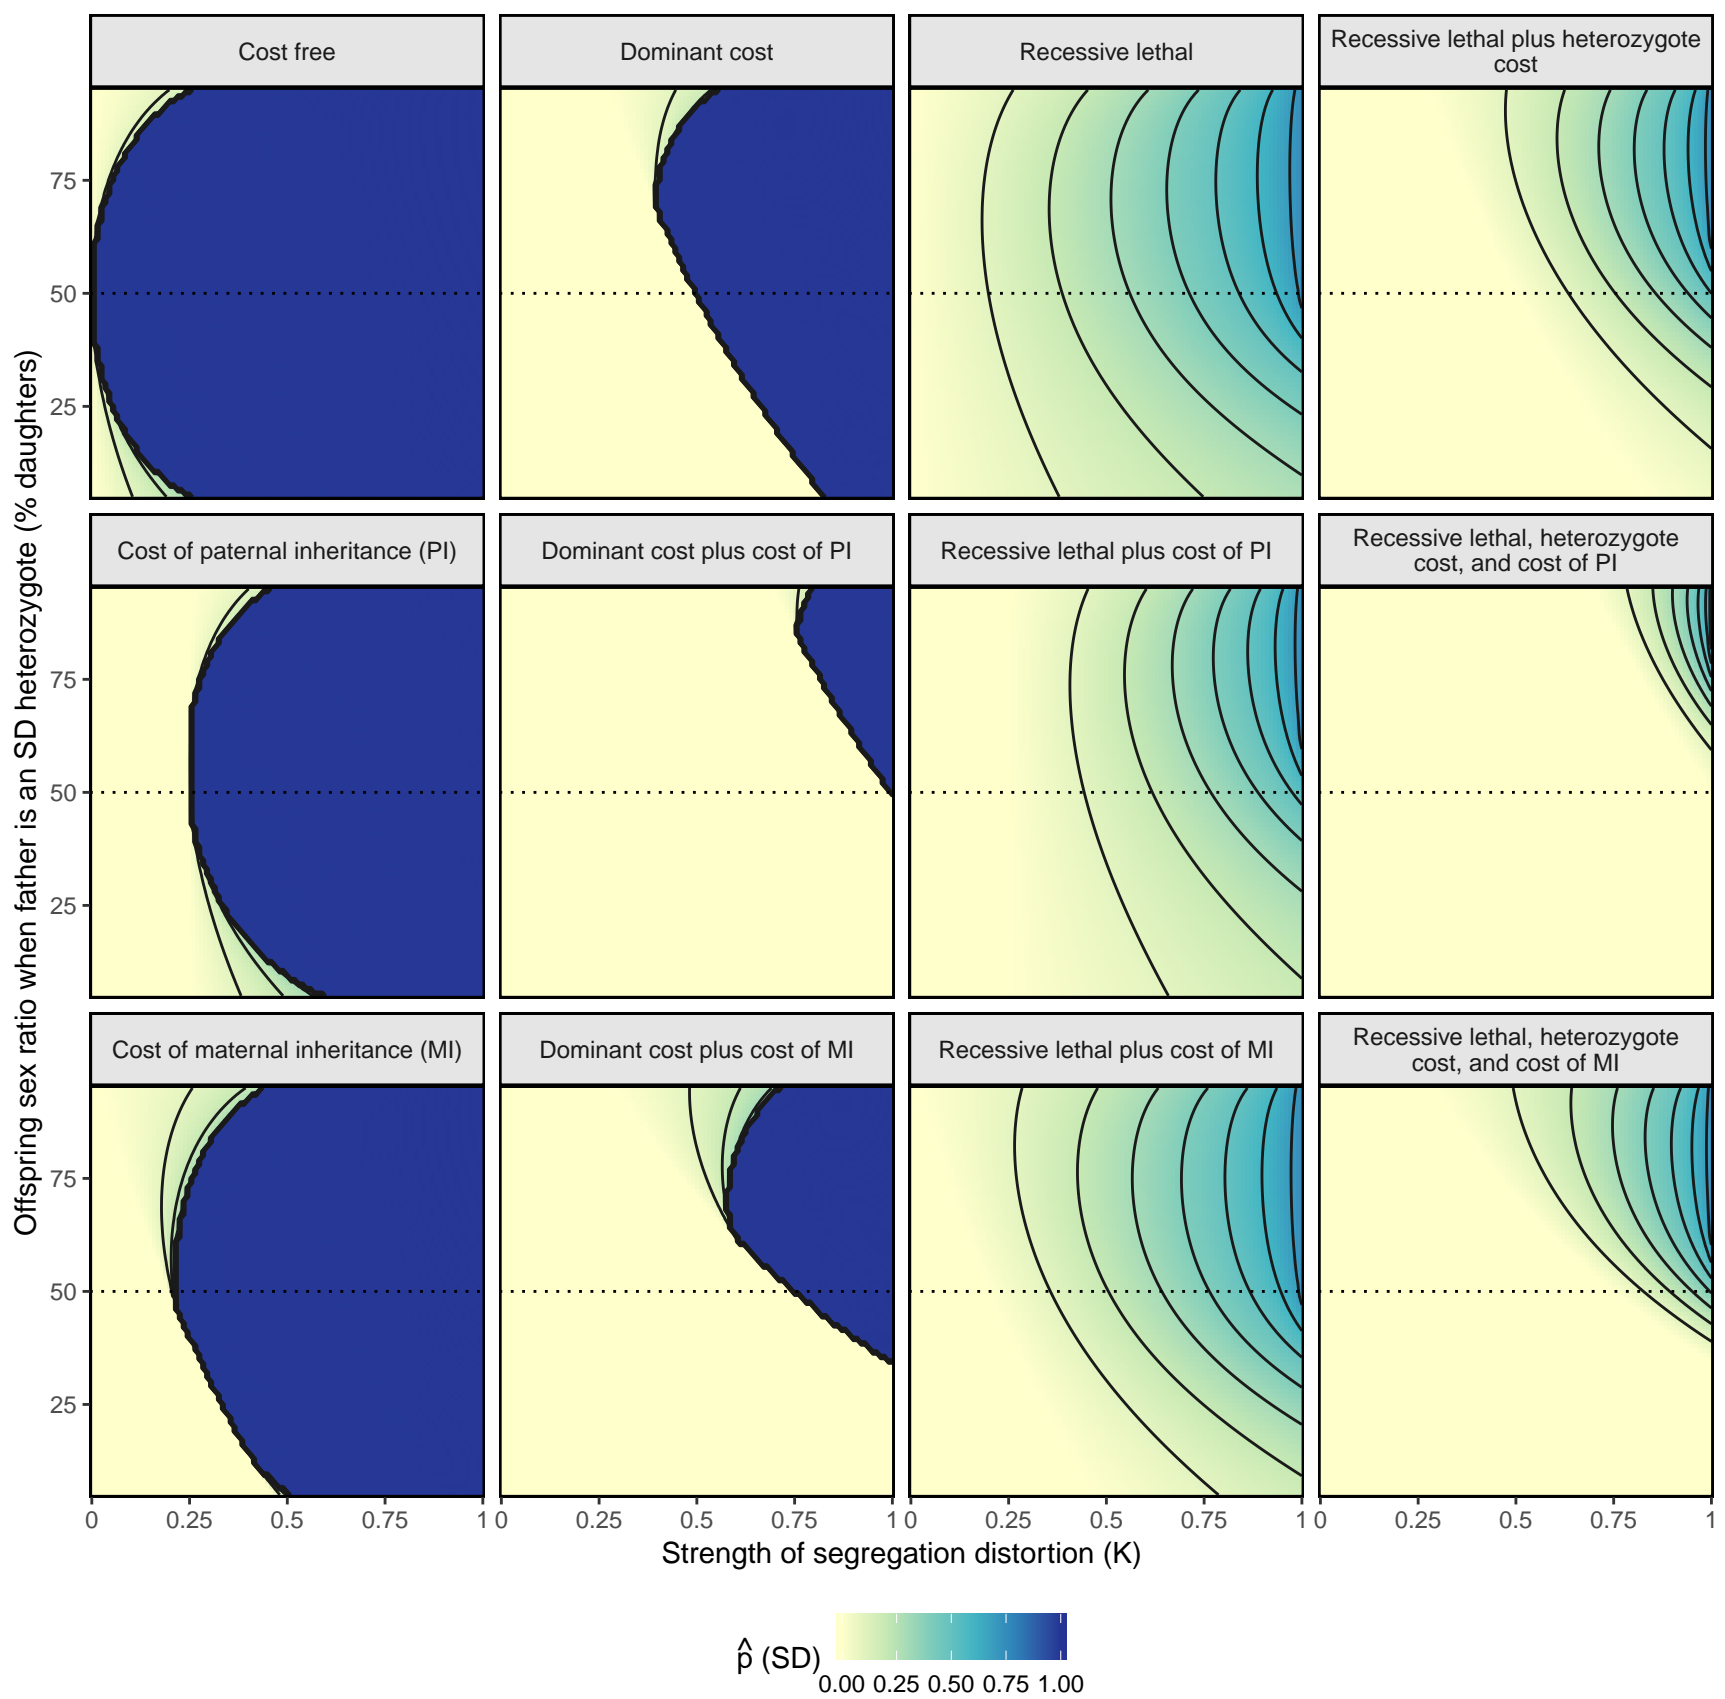 Cost free
Dominant cost
Recessive lethal
Recessive lethal plus heterozygote
cost
75
50
25
Cost of paternal inheritance (PI)
Dominant cost plus cost of PI
Recessive lethal plus cost of PI
Recessive lethal, heterozygote
cost, and cost of PI
75
50
25
Cost of maternal inheritance (MI)
Dominant cost plus cost of MI
Recessive lethal plus cost of MI
Recessive lethal, heterozygote
cost, and cost of MI
75
50
25
0 0.25 0.5 0.75 1
0 0.25 0.5 0.75 1
0 0.25 0.5 0.75 1
0 0.25 0.5 0.75 1
Offspring sex ratio when father is an SD heterozygote (% daughters)
Strength of segregation distortion (K)
p̂ (SD)
0.00 0.25 0.50 0.75 1.00